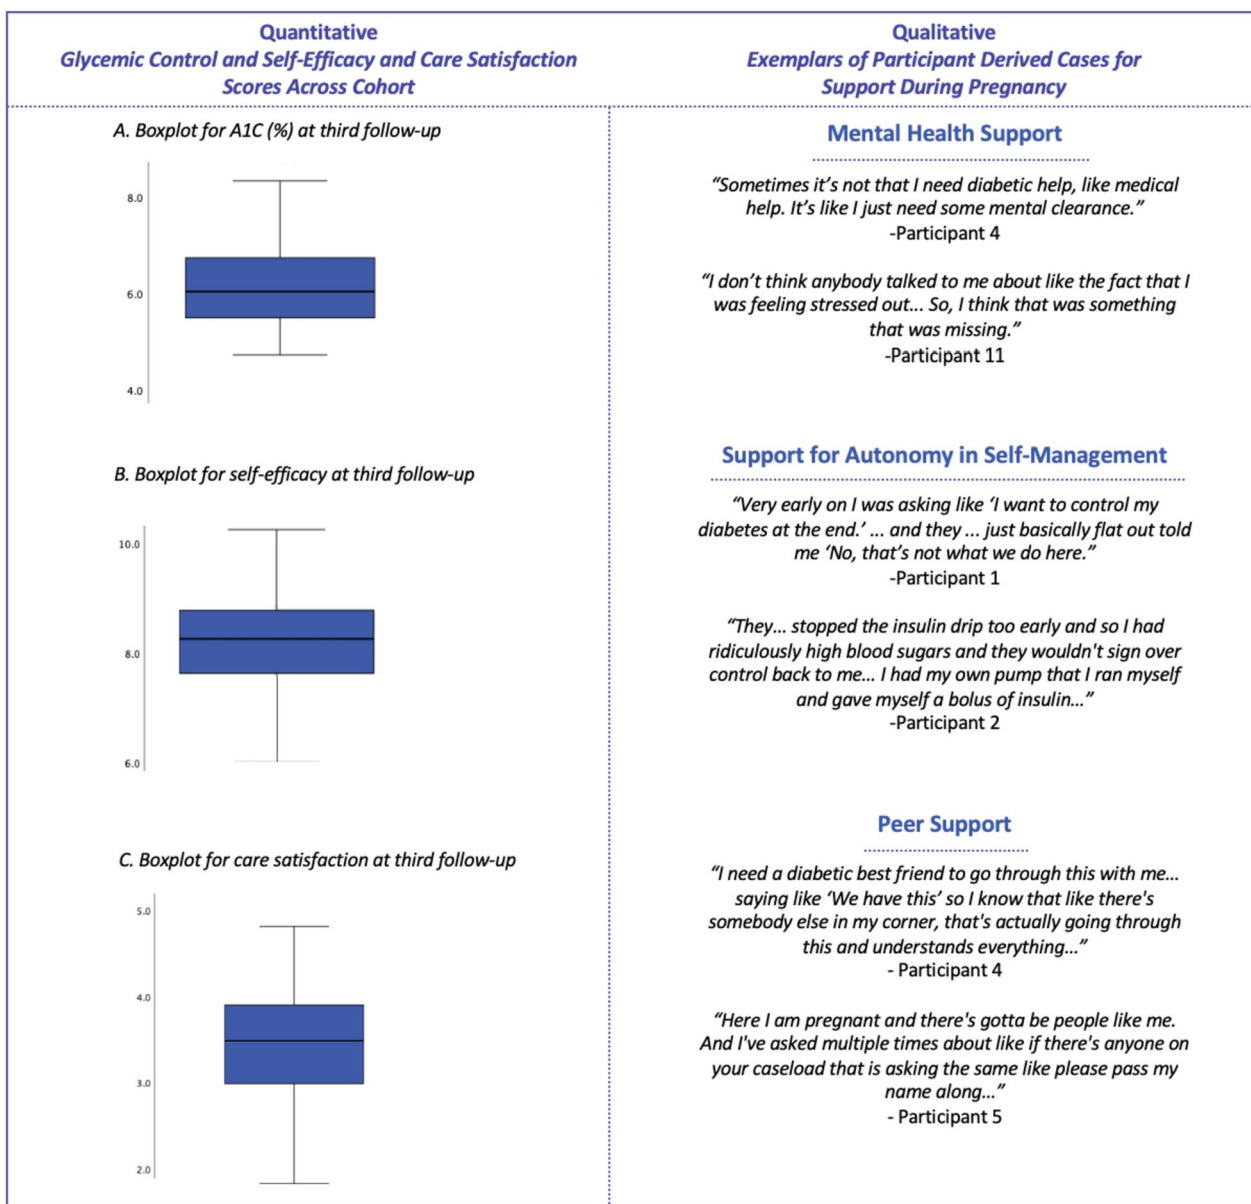 Quantitative
Glycemic Control and Self-Efficacy and Care Satisfaction
Scores Across Cohort
A. Boxplot for A1C (%) at third follow-up
8.0
6.0
4.0
B. Boxplot for self-efficacy at third follow-up
10.0
8.0
6.0
C. Boxplot for care satisfaction at third follow-up
5.0
4.0
3.0
2.0
Qualitative
Exemplars of Participant Derived Cases for
Support During Pregnancy
Mental Health Support
“Sometimes it’s not that I need diabetic help, like medical
help. It’s like I just need some mental clearance.”
-Participant 4
“I don’t think anybody talked to me about like the fact that I
was feeling stressed out... So, I think that was something
that was missing.”
-Participant 11
Support for Autonomy in Self-Management
“Very early on I was asking like ‘I want to control my
diabetes at the end.’ ... and they ... just basically flat out told
me ‘No, that’s not what we do here.”
-Participant 1
“They... stopped the insulin drip too early and so I had
ridiculously high blood sugars and they wouldn't sign over
control back to me... I had my own pump that I ran myself
and gave myself a bolus of insulin...”
-Participant 2
Peer Support
“I need a diabetic best friend to go through this with me...
saying like ‘We have this’ so I know that like there's
somebody else in my corner, that's actually going through
this and understands everything...”
- Participant 4
“Here I am pregnant and there's gotta be people like me.
And I've asked multiple times about like if there's anyone on
your caseload that is asking the same like please pass my
name along...”
- Participant 5